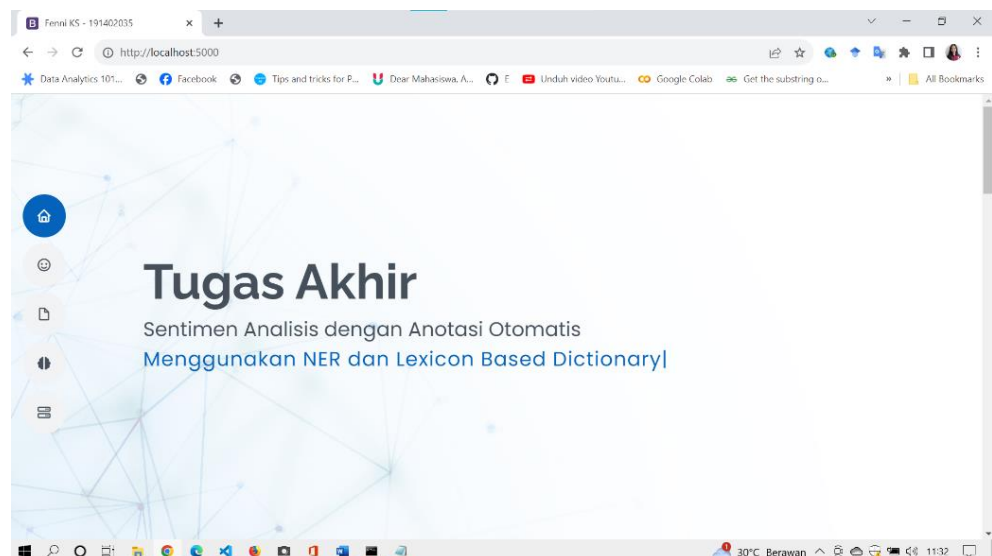 Fenni KS - 191402035
http://localhost:5000
Data Analytics 101... Facebook Tips and tricks for P... Dear Mahasiswa, A... E Unduh video Youtu... Google Colab Get the substring o... » All Bookmarks
Tugas Akhir
Sentimen Analisis dengan Anotasi Otomatis
Menggunakan NER dan Lexicon Based Dictionary|
30°C Berawan 11:32